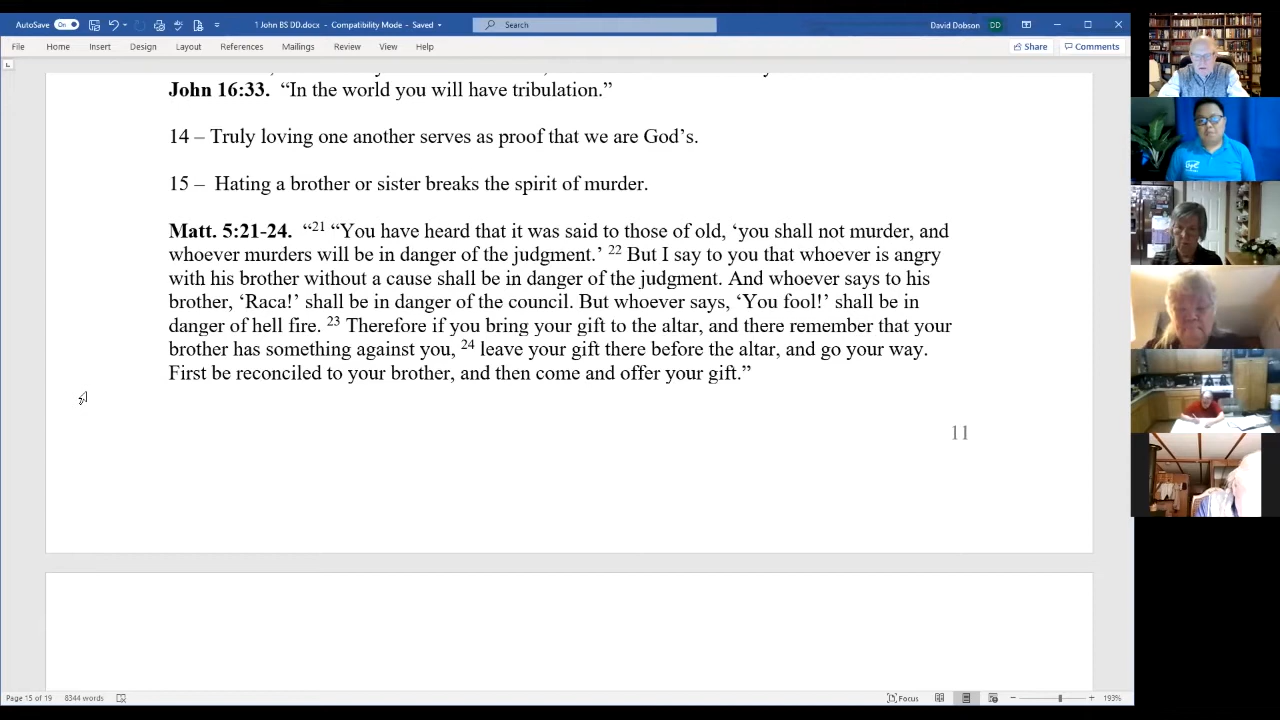 AutoSave On 1 John BS DD.docx - Compatibility Mode - Saved Search David Dobson DD
File Home Insert Design Layout References Mailings Review View Help Share Comments
John 16:33. “In the world you will have tribulation.”
14 – Truly loving one another serves as proof that we are God’s.
15 – Hating a brother or sister breaks the spirit of murder.
Matt. 5:21-24. “21 “You have heard that it was said to those of old, ‘you shall not murder, and
whoever murders will be in danger of the judgment.’ 22 But I say to you that whoever is angry
with his brother without a cause shall be in danger of the judgment. And whoever says to his
brother, ‘Raca!’ shall be in danger of the council. But whoever says, ‘You fool!’ shall be in
danger of hell fire. 23 Therefore if you bring your gift to the altar, and there remember that your
brother has something against you, 24 leave your gift there before the altar, and go your way.
First be reconciled to your brother, and then come and offer your gift.”
11
Page 15 of 19 8344 words Focus 193%